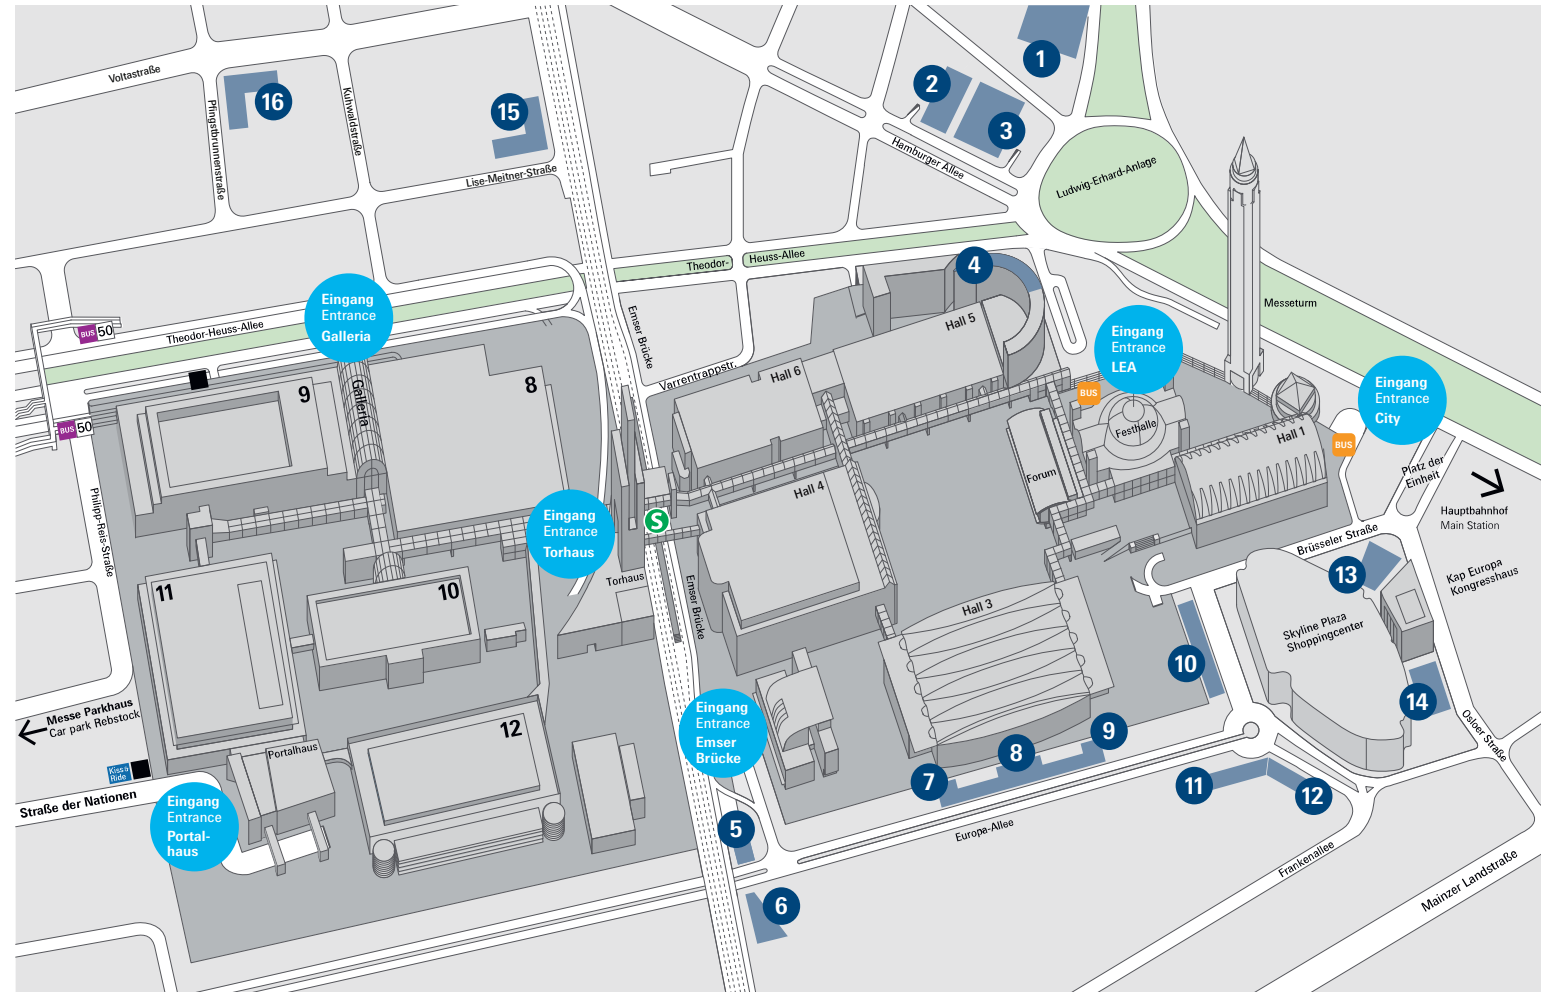 1
2
3
16
15
Voltastraße
Pfingstbrunnenstraße
Kuhwaldstraße
Lise-Meitner-Straße
Hamburger Allee
Ludwig-Erhard-Anlage
Theodor-
Heuss-Allee
4
Messeturm
Eingang
Entrance
Galleria
BUS 50
Theodor-Heuss-Allee
Emser Brücke
Varrentrappstr.
Hall 5
Hall 6
Eingang
Entrance
LEA
BUS
Eingang
Entrance
City
BUS
9
Galleria
8
BUS 50
Festhalle
Hall 1
Platz der
Einheit
Hauptbahnhof
Main Station
Forum
Hall 4
Philipp-Reis-Straße
Eingang
Entrance
Torhaus
S
Torhaus
Emser Brücke
Brüsseler Straße
13
Kap Europa
Kongresshaus
11
10
Hall 3
Skyline Plaza
Shoppingcenter
10
14
Osloer Straße
Messe Parkhaus
Car park Rebstock
Portalhaus
12
Eingang
Entrance
Emser
Brücke
Kiss &
Ride
Straße der Nationen
Eingang
Entrance
Portal-
haus
7
8
9
11
12
5
Europa-Allee
Frankenallee
Mainzer Landstraße
6